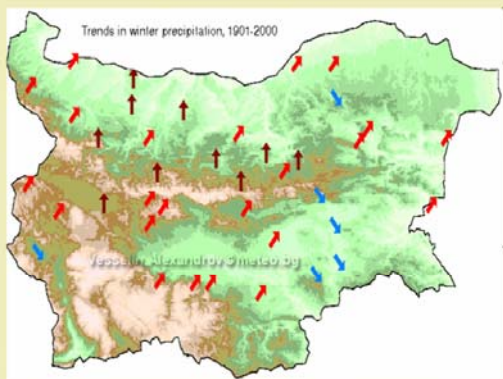 Trends in winter precipitation, 1901-2000
Vesselin Alexandrov @meteo.bg